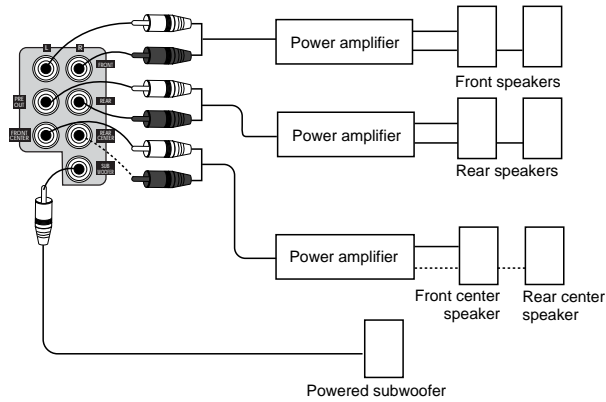 L R
FRONT
PRE OUT
REAR
FRONT CENTER
REAR CENTER
SUB WOOFER
Power amplifier
Front speakers
Power amplifier
Rear speakers
Power amplifier
Front center speaker
Rear center speaker
Powered subwoofer